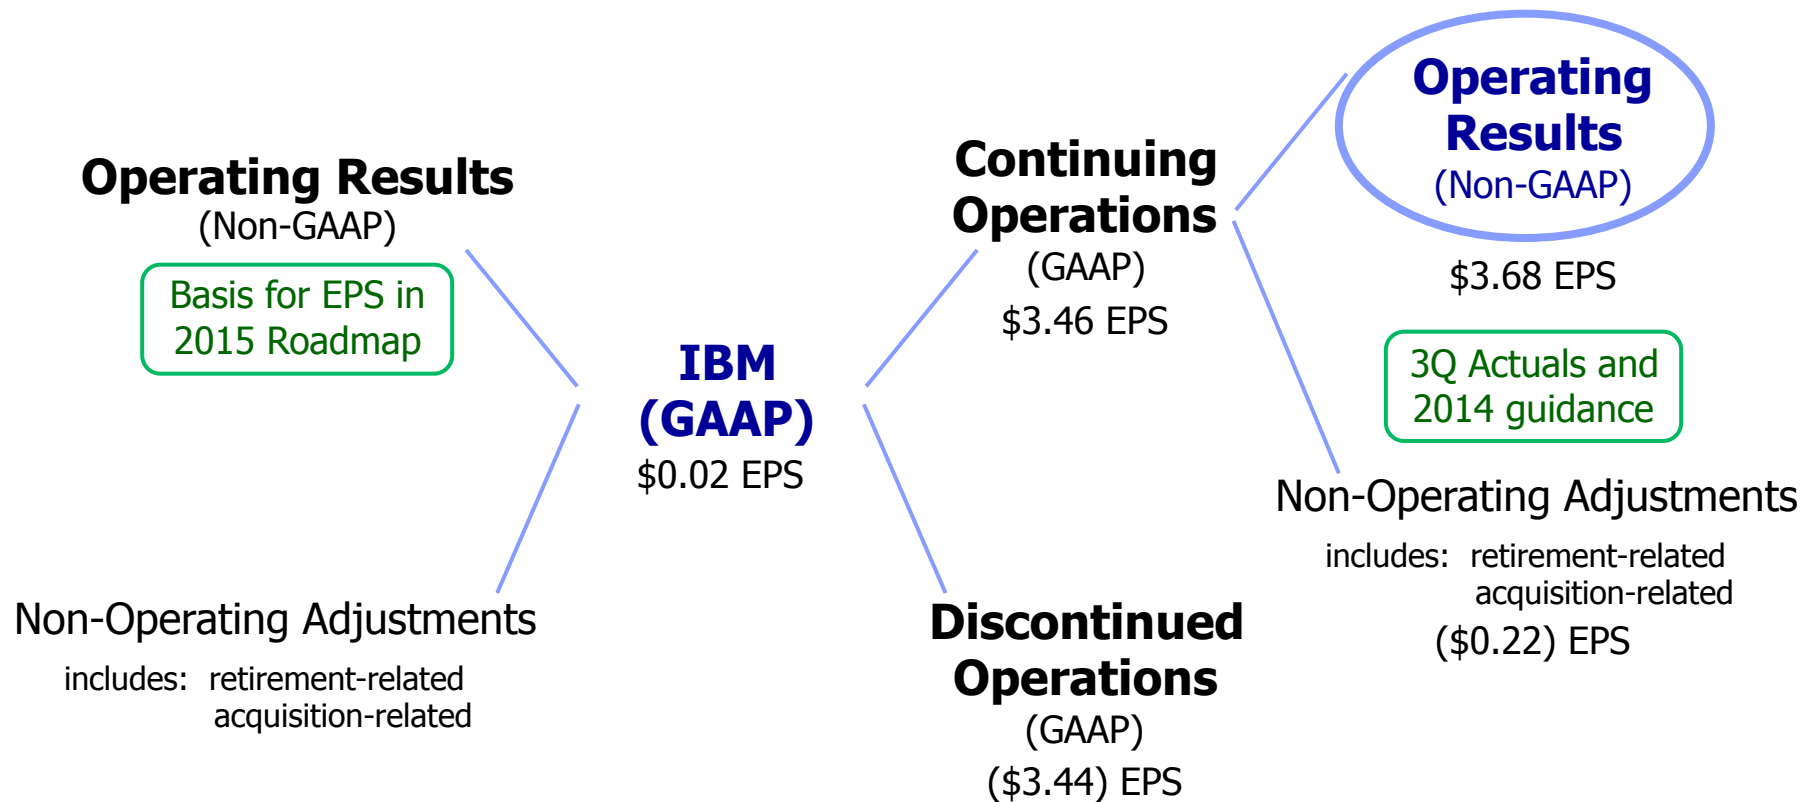 Operating Results
(Non-GAAP)
Basis for EPS in
2015 Roadmap
Non-Operating Adjustments
includes: retirement-related
acquisition-related
IBM
(GAAP)
$0.02 EPS
Continuing
Operations
(GAAP)
$3.46 EPS
Discontinued
Operations
(GAAP)
($3.44) EPS
Operating
Results
(Non-GAAP)
$3.68 EPS
3Q Actuals and
2014 guidance
Non-Operating Adjustments
includes: retirement-related
acquisition-related
($0.22) EPS